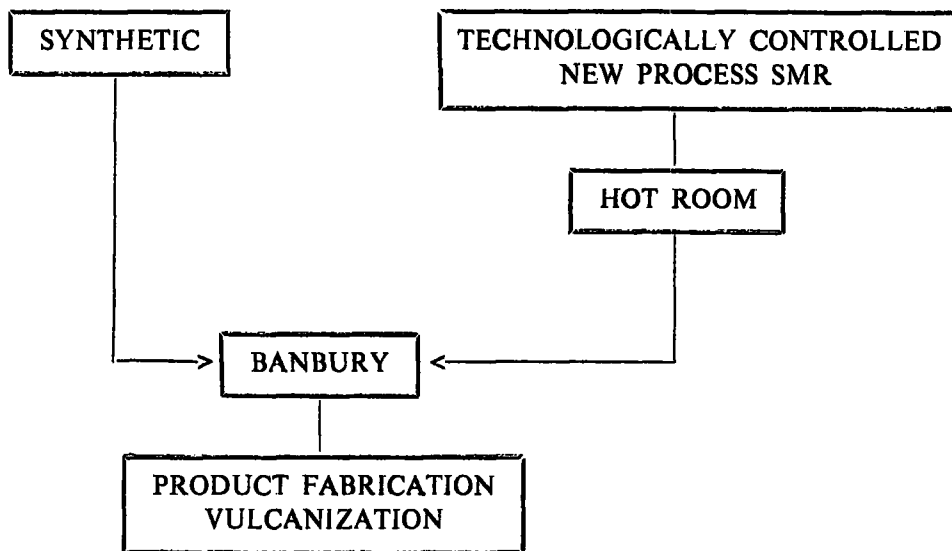 SYNTHETIC
TECHNOLOGICALLY CONTROLLED
NEW PROCESS SMR
HOT ROOM
BANBURY
PRODUCT FABRICATION
VULCANIZATION